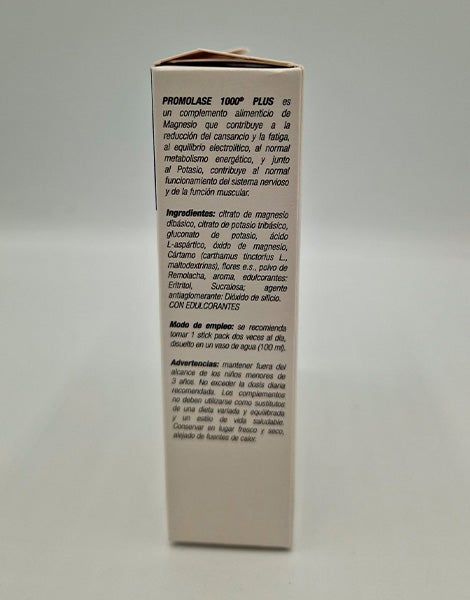 PROMOLASE 1000® PLUS es
un complemento alimenticio de
Magnesio que contribuye a la
reducción del cansancio y la fatiga,
al equilibrio electrolítico, al normal
metabolismo energético, y junto
al Potasio, contribuye al normal
funcionamiento del sistema nervioso
y de la función muscular.
Ingredientes: citrato de magnesio
dibásico, citrato de potasio tribásico,
gluconato de potasio, ácido
L-aspártico, óxido de magnesio,
Cártamo (carthamus tinctorius L.,
maltodextrinas), flores e.s., polvo de
Remolacha, aroma, edulcorantes:
Eritritol, Sucralosa; agente
antiaglomerante: Dióxido de silicio.
CON EDULCORANTES
Modo de empleo: se recomienda
tomar 1 stick pack dos veces al día,
disuelto en un vaso de agua (100 ml).
Advertencias: mantener fuera del
alcance de los niños menores de
3 años. No exceder la dosis diaria
recomendada. Los complementos
no deben utilizarse como sustitutos
de una dieta variada y equilibrada
y un estilo de vida saludable.
Conservar en lugar fresco y seco,
alejado de fuentes de calor.